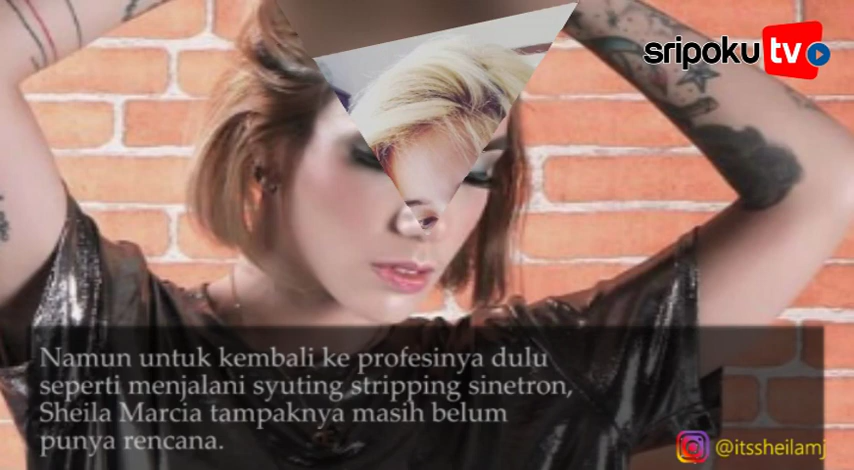 sripoku tv
Namun untuk kembali ke profesinya dulu
seperti menjalani syuting stripping sinetron,
Sheila Marcia tampaknya masih belum
punya rencana.
@itssheilamj